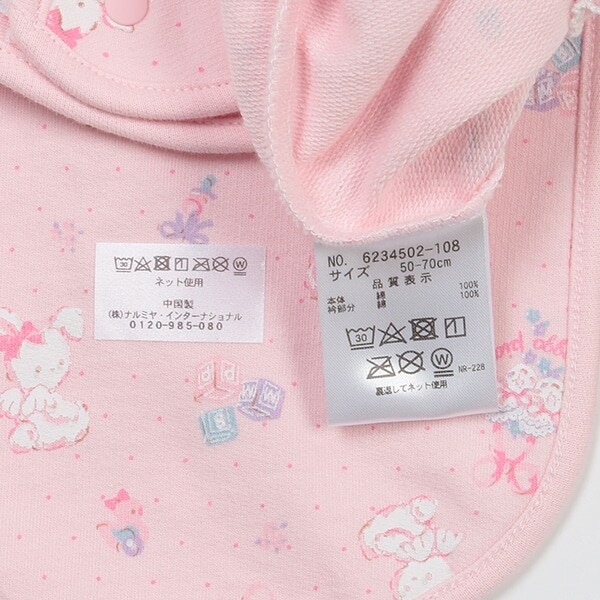 30 W
ネット使用
中国製
(株)ナルミヤ・インターナショナル
0120-985-080
NO. 6234502-108
サイズ 50-70cm
品質表示
本体 綿 100%
衿部分 綿 100%
30
W
NR-228
裏返してネット使用